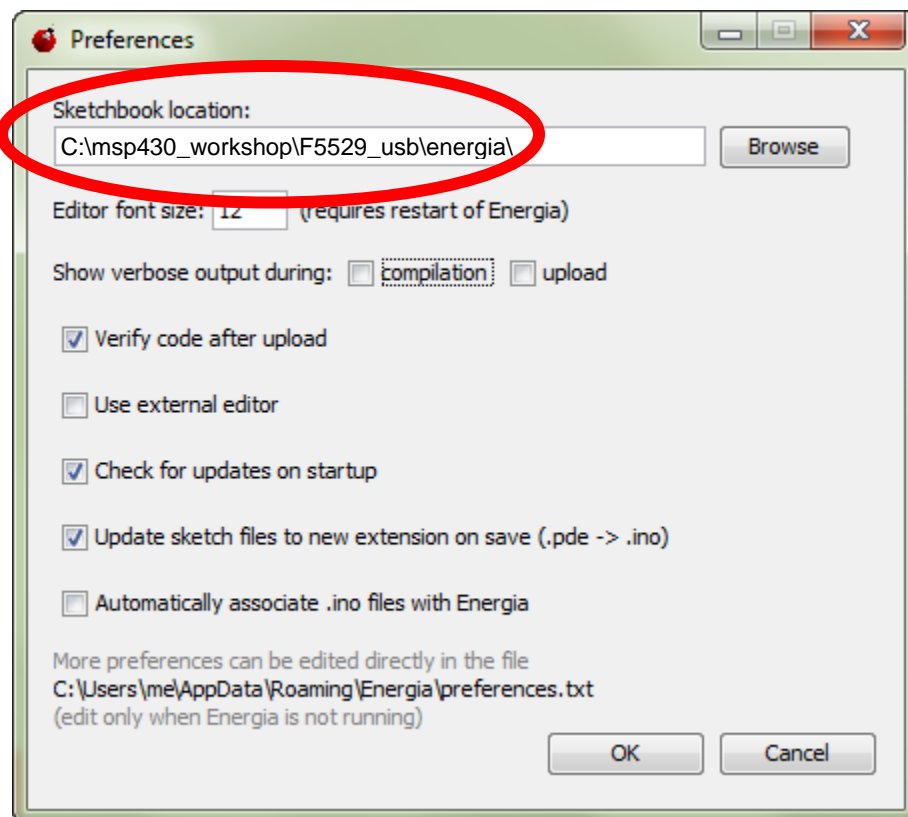 Preferences
Sketchbook location:
C:\msp430_workshop\F5529_usb\energia\
Browse
Editor font size: 12 (requires restart of Energia)
Show verbose output during: compilation upload
Verify code after upload
Use external editor
Check for updates on startup
Update sketch files to new extension on save (.pde -> .ino)
Automatically associate .ino files with Energia
More preferences can be edited directly in the file
C:\Users\me\AppData\Roaming\Energia\preferences.txt
(edit only when Energia is not running)
OK Cancel